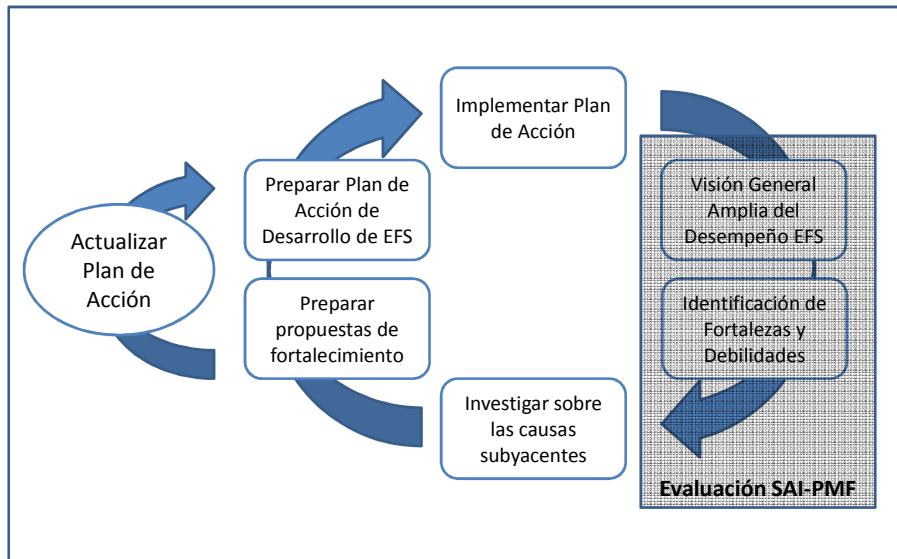 Implementar Plan
de Acción
Visión General
Amplia del
Desempeño EFS
Identificación de
Fortalezas y
Debilidades
Evaluación SAI-PMF
Investigar sobre
las causas
subyacentes
Preparar
propuestas de
fortalecimiento
Preparar Plan de
Acción de
Desarrollo de EFS
Actualizar
Plan de
Acción